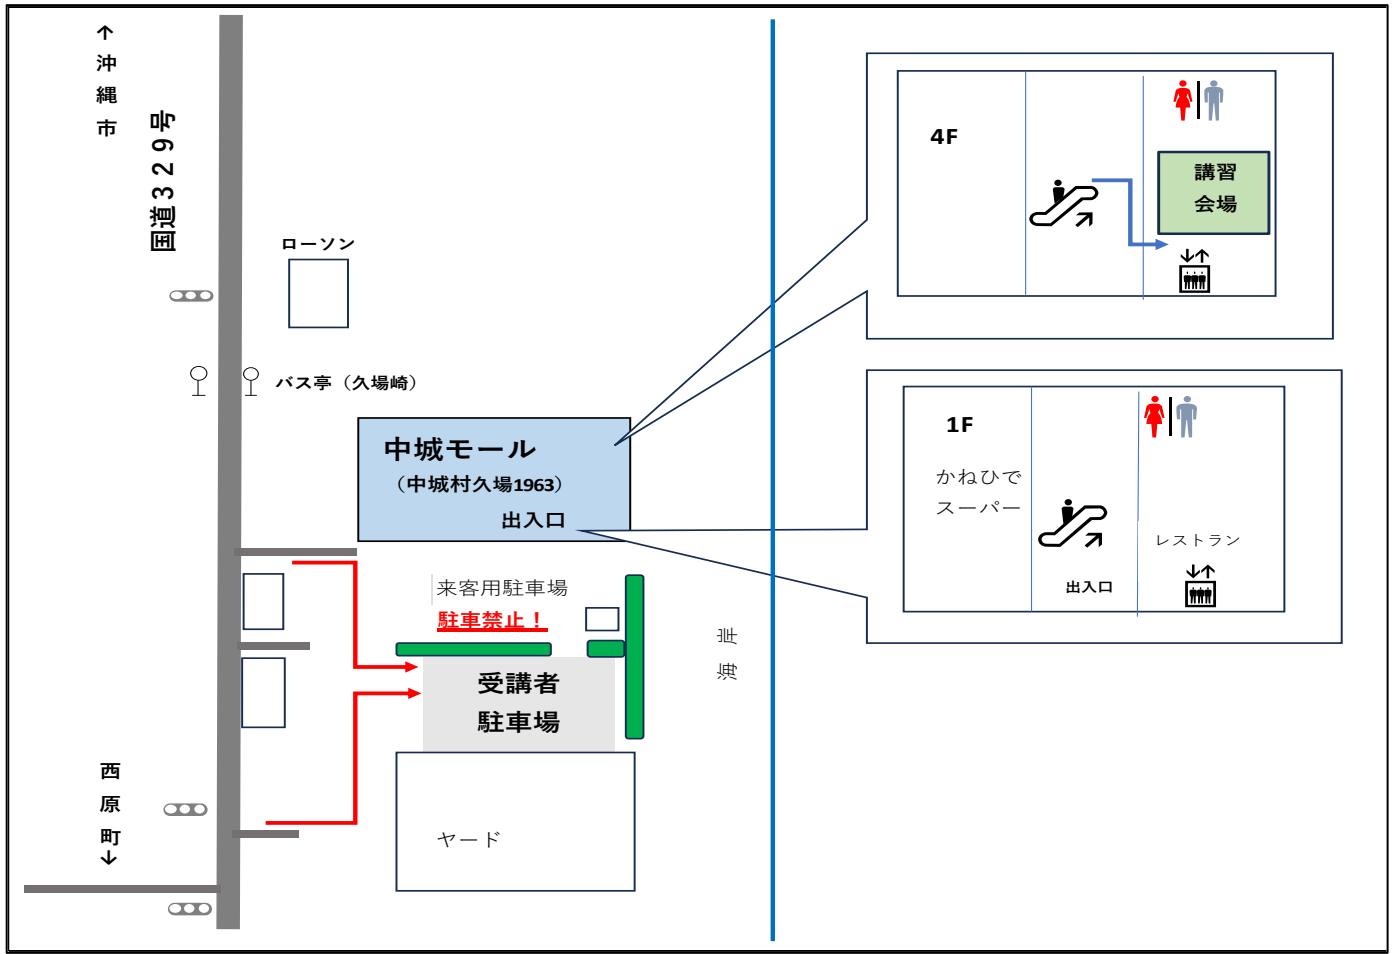 ↑沖縄市
国道329号
ローソン
バス亭（久場崎）
中城モール
（中城村久場1963）
出入口
来客用駐車場
駐車禁止！
受講者
駐車場
ヤード
西原町↓
海岸
4F
講習
会場
1F
かねひで
スーパー
レストラン
出入口